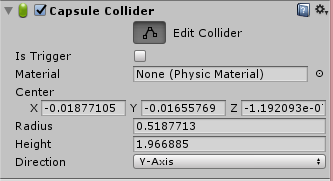 Capsule Collider
Edit Collider
Is Trigger
Material None (Physic Material)
Center
X -0.01877105 Y -0.01655769 Z -1.192093e-0
Radius 0.5187713
Height 1.966885
Direction Y-Axis